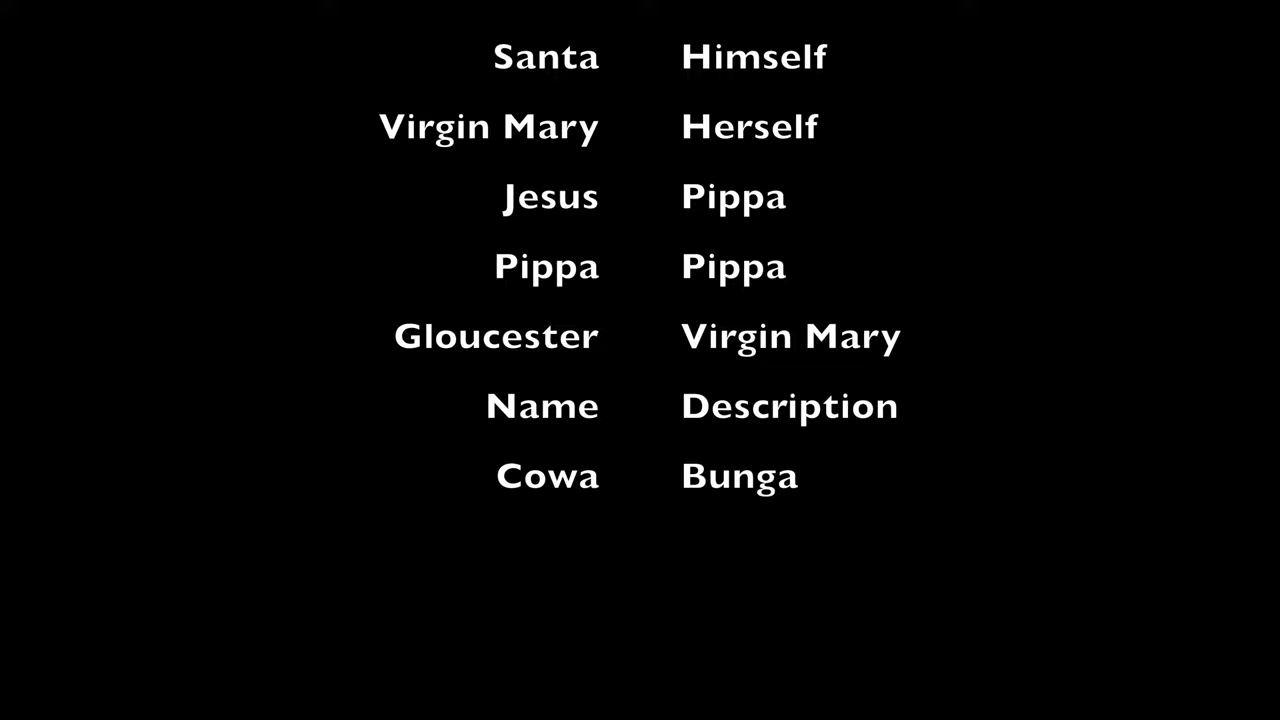 Santa Himself
Virgin Mary Herself
Jesus Pippa
Pippa Pippa
Gloucester Virgin Mary
Name Description
Cowa Bunga